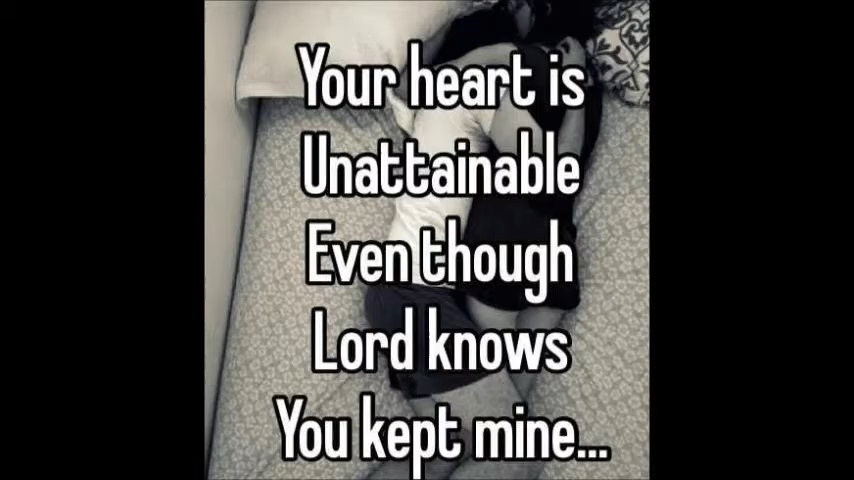 Your heart is
Unattainable
Even though
Lord knows
You kept mine...